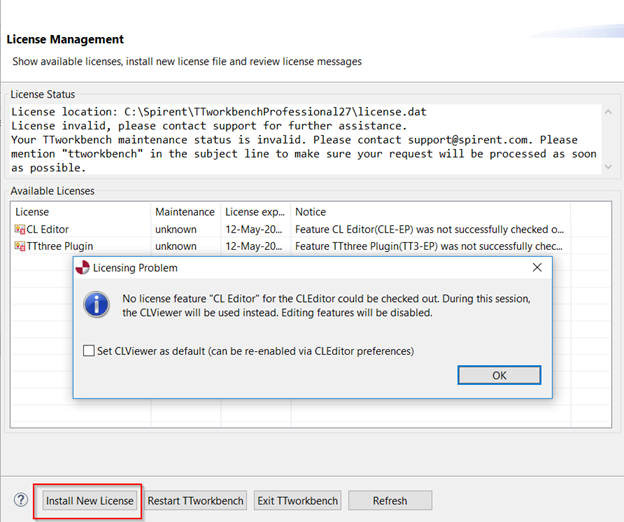 License Management
Show available licenses, install new license file and review license messages
License Status
License location: C:\Spirent\TTworkbenchProfessional27\license.dat
License invalid, please contact support for further assistance.
Your TTworkbench maintenance status is invalid. Please contact support@spirent.com. Please
mention "ttworkbench" in the subject line to make sure your request will be processed as soon
as possible.
Available Licenses
License Maintenance License exp... Notice
CL Editor unknown 12-May-20... Feature CL Editor(CLE-EP) was not successfully checked o...
TTthree Plugin unknown 12-May-20... Feature TTthree Plugin(TT3-EP) was not successfully chec...
Licensing Problem
No license feature "CL Editor" for the CLEditor could be checked out. During this session,
the CLViewer will be used instead. Editing features will be disabled.
Set CLViewer as default (can be re-enabled via CLEditor preferences)
OK
? Install New License Restart TTworkbench Exit TTworkbench Refresh